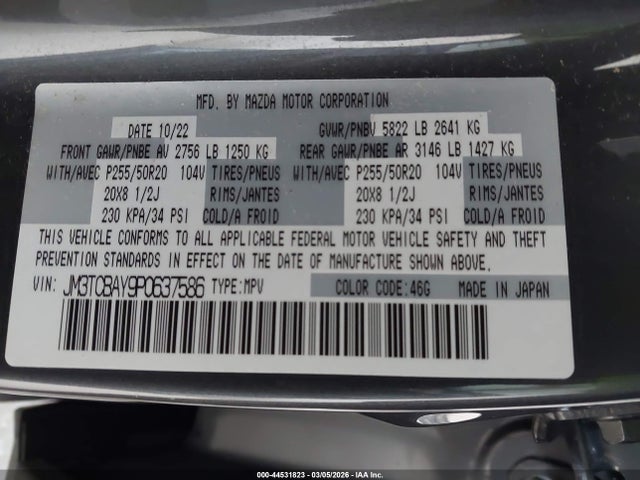 MFD. BY MAZDA MOTOR CORPORATION
DATE 10/22 GVWR/PNBV 5822 LB 2641 KG
FRONT GAWR/PNBE AV 2756 LB 1250 KG REAR GAWR/PNBE AR 3146 LB 1427 KG
WITH/AVEC P255/50R20 104V TIRES/PNEUS WITH/AVEC P255/50R20 104V TIRES/PNEUS
20X8 1/2J RIMS/JANTES 20X8 1/2J RIMS/JANTES
230 KPA/34 PSI COLD/A FROID 230 KPA/34 PSI COLD/A FROID
THIS VEHICLE CONFORMS TO ALL APPLICABLE FEDERAL MOTOR VEHICLE SAFETY AND THEFT
PREVENTION STANDARDS IN EFFECT ON THE DATE OF MANUFACTURE SHOWN ABOVE.
VIN: JM3TCBAY9P0637586 TYPE:MPV COLOR CODE:46G MADE IN JAPAN
000-44531823 - 03/05/2026 - IAA Inc.